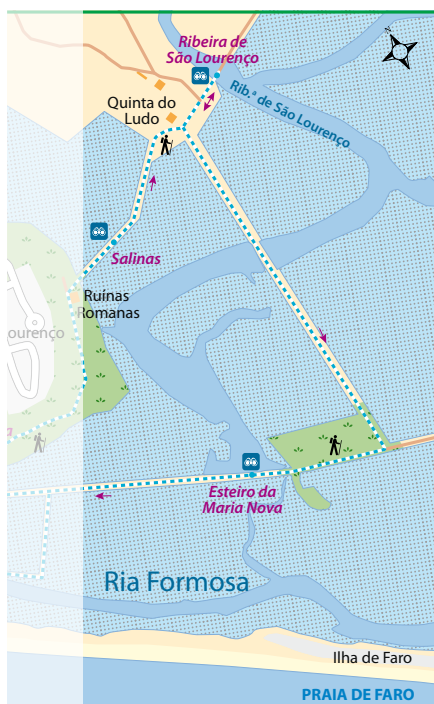 N
Ribeira de
São Lourenço
Rib.ª de São Lourenço
Quinta do
Ludo
Salinas
Ruínas
Romanas
ourenço
a
Esteiro da
Maria Nova
Ria Formosa
Ilha de Faro
PRAIA DE FARO